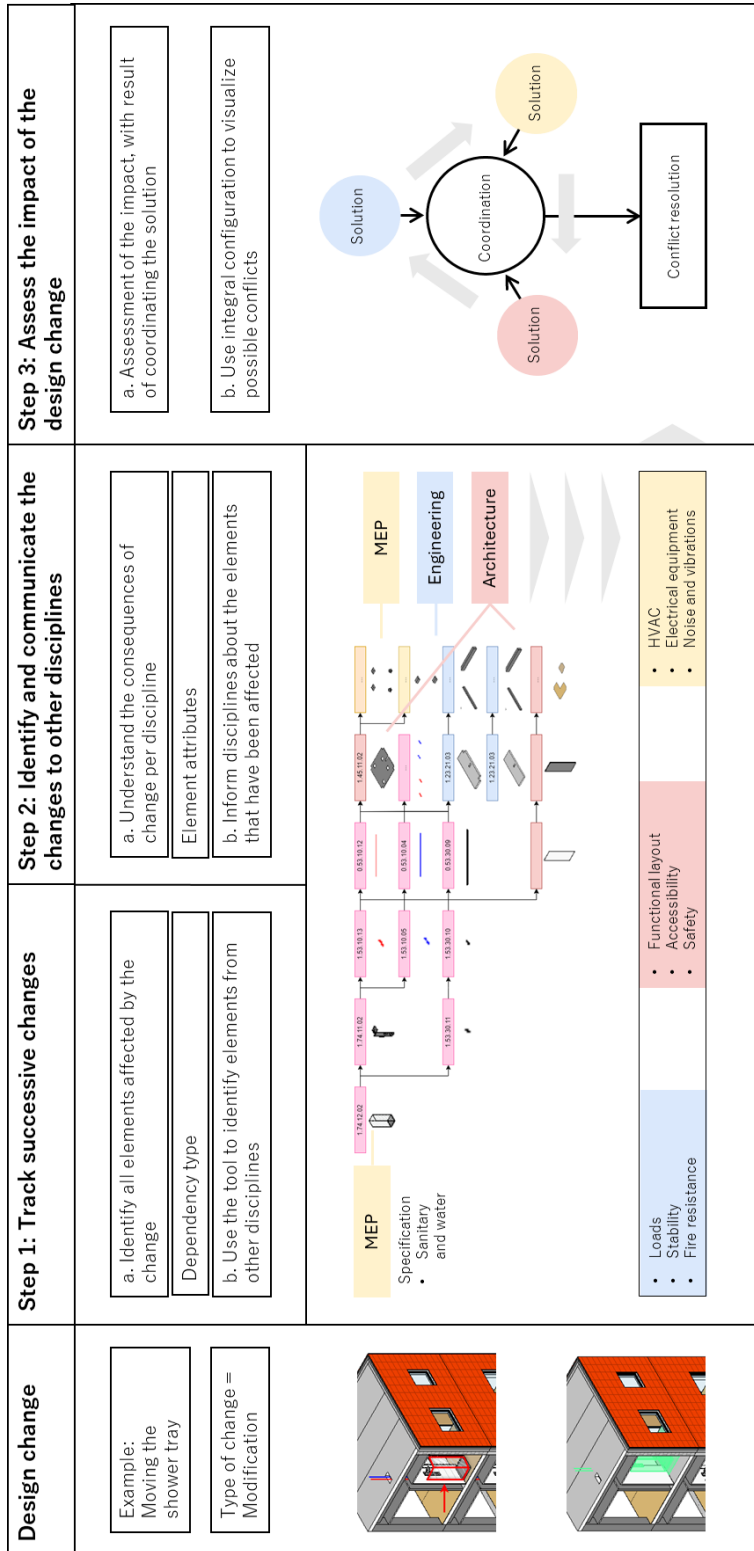 Design change
Example:
Moving the
shower tray
Type of change =
Modification
Step 1: Track successive changes
a. Identify all elements affected by the
change
Dependency type
b. Use the tool to identify elements from
other disciplines
Step 2: Identify and communicate the
changes to other disciplines
a. Understand the consequences of
change per discipline
Element attributes
b. Inform disciplines about the elements
that have been affected
MEP
Specification
• Sanitary
and water
1.74.12.02
1.74.11.02
1.53.30.11
1.53.10.13
1.53.10.05
1.53.30.10
0.53.10.12
0.53.10.04
0.53.30.09
1.45.11.02
...
1.23.21.03
1.23.21.03
...
...
...
...
...
MEP
Engineering
Architecture
• Loads
• Stability
• Fire resistance
• Functional layout
• Accessibility
• Safety
• HVAC
• Electrical equipment
• Noise and vibrations
Step 3: Assess the impact of the
design change
a. Assessment of the impact, with result
of coordinating the solution
b. Use integral configuration to visualize
possible conflicts
Solution
Solution
Solution
Coordination
Conflict resolution